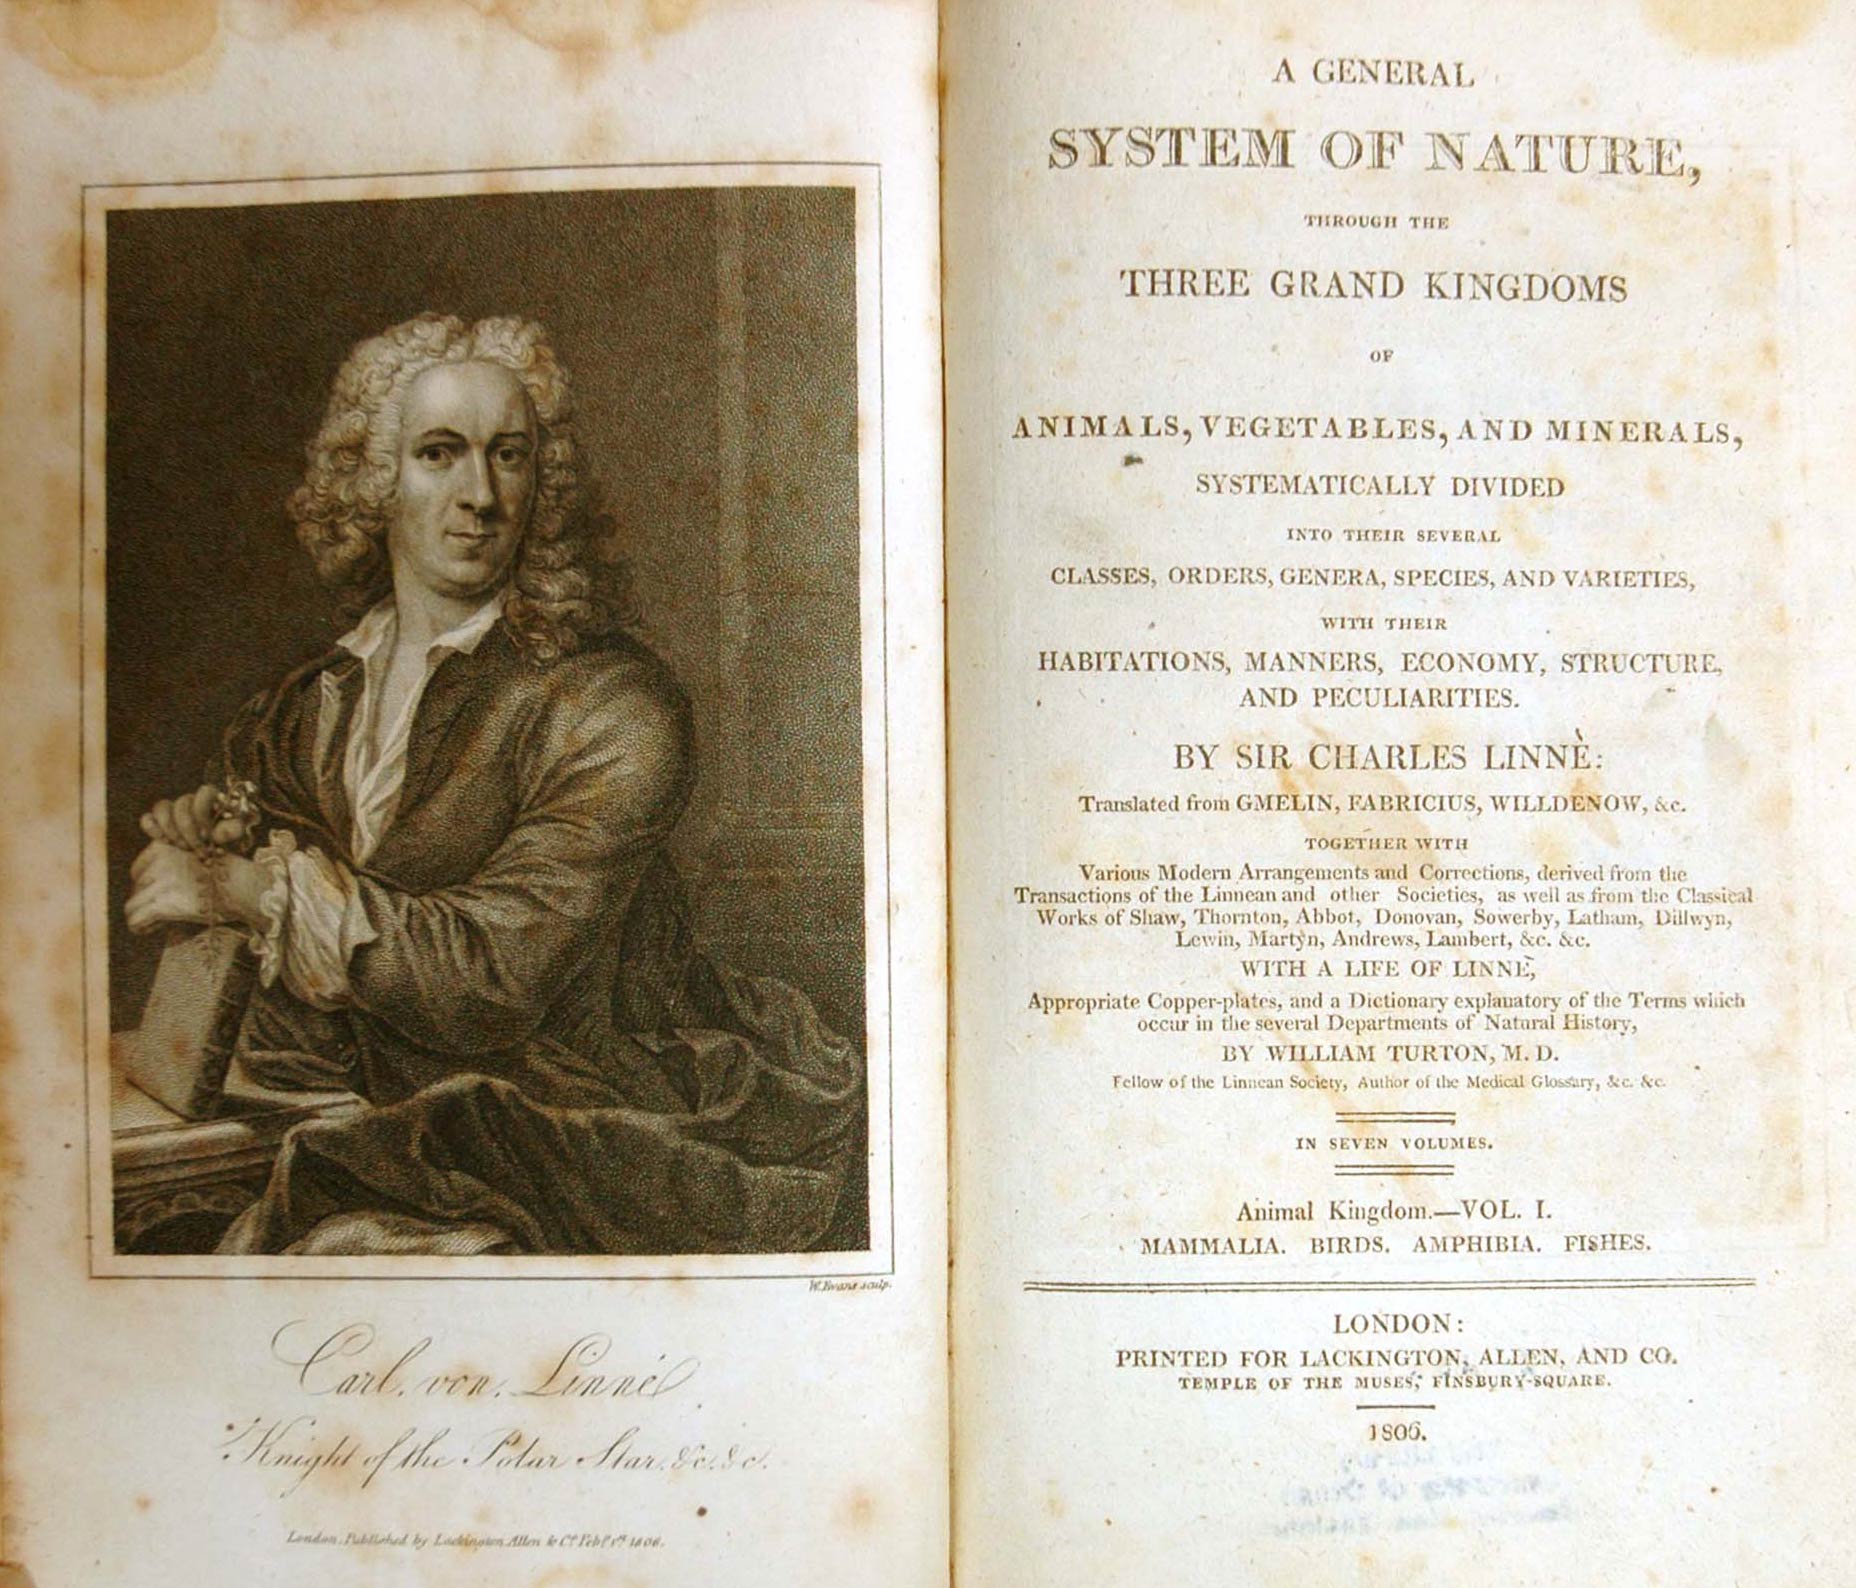 W. Evans sculp.
Carl. von. Linné
Knight of the Polar Star. &c. &c.
London. Published by Lackington Allen & Co. Feby. 1st. 1806.
A GENERAL
SYSTEM OF NATURE,
THROUGH THE
THREE GRAND KINGDOMS
OF
ANIMALS, VEGETABLES, AND MINERALS,
SYSTEMATICALLY DIVIDED
INTO THEIR SEVERAL
CLASSES, ORDERS, GENERA, SPECIES, AND VARIETIES,
WITH THEIR
HABITATIONS, MANNERS, ECONOMY, STRUCTURE,
AND PECULIARITIES.
BY SIR CHARLES LINNÈ:
Translated from GMELIN, FABRICIUS, WILLDENOW, &c.
TOGETHER WITH
Various Modern Arrangements and Corrections, derived from the
Transactions of the Linnean and other Societies, as well as from the Classical
Works of Shaw, Thornton, Abbot, Donovan, Sowerby, Latham, Dillwyn,
Lewin, Martyn, Andrews, Lambert, &c. &c.
WITH A LIFE OF LINNÈ,
Appropriate Copper-plates, and a Dictionary explanatory of the Terms which
occur in the several Departments of Natural History,
BY WILLIAM TURTON, M. D.
Fellow of the Linnean Society, Author of the Medical Glossary, &c. &c.
IN SEVEN VOLUMES.
Animal Kingdom.—VOL. I.
MAMMALIA. BIRDS. AMPHIBIA. FISHES.
LONDON:
PRINTED FOR LACKINGTON, ALLEN, AND CO.
TEMPLE OF THE MUSES, FINSBURY-SQUARE.
1806.